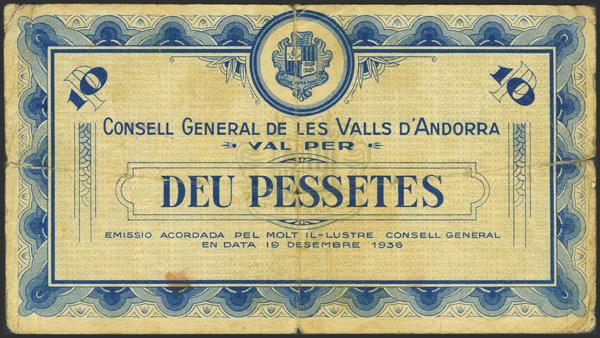 10 P
10 P
CONSELL GENERAL DE LES VALLS D'ANDORRA
VAL PER
DEU PESSETES
EMISSIO ACORDADA PEL MOLT IL-LUSTRE CONSELL GENERAL
EN DATA 19 DESEMBRE 1936